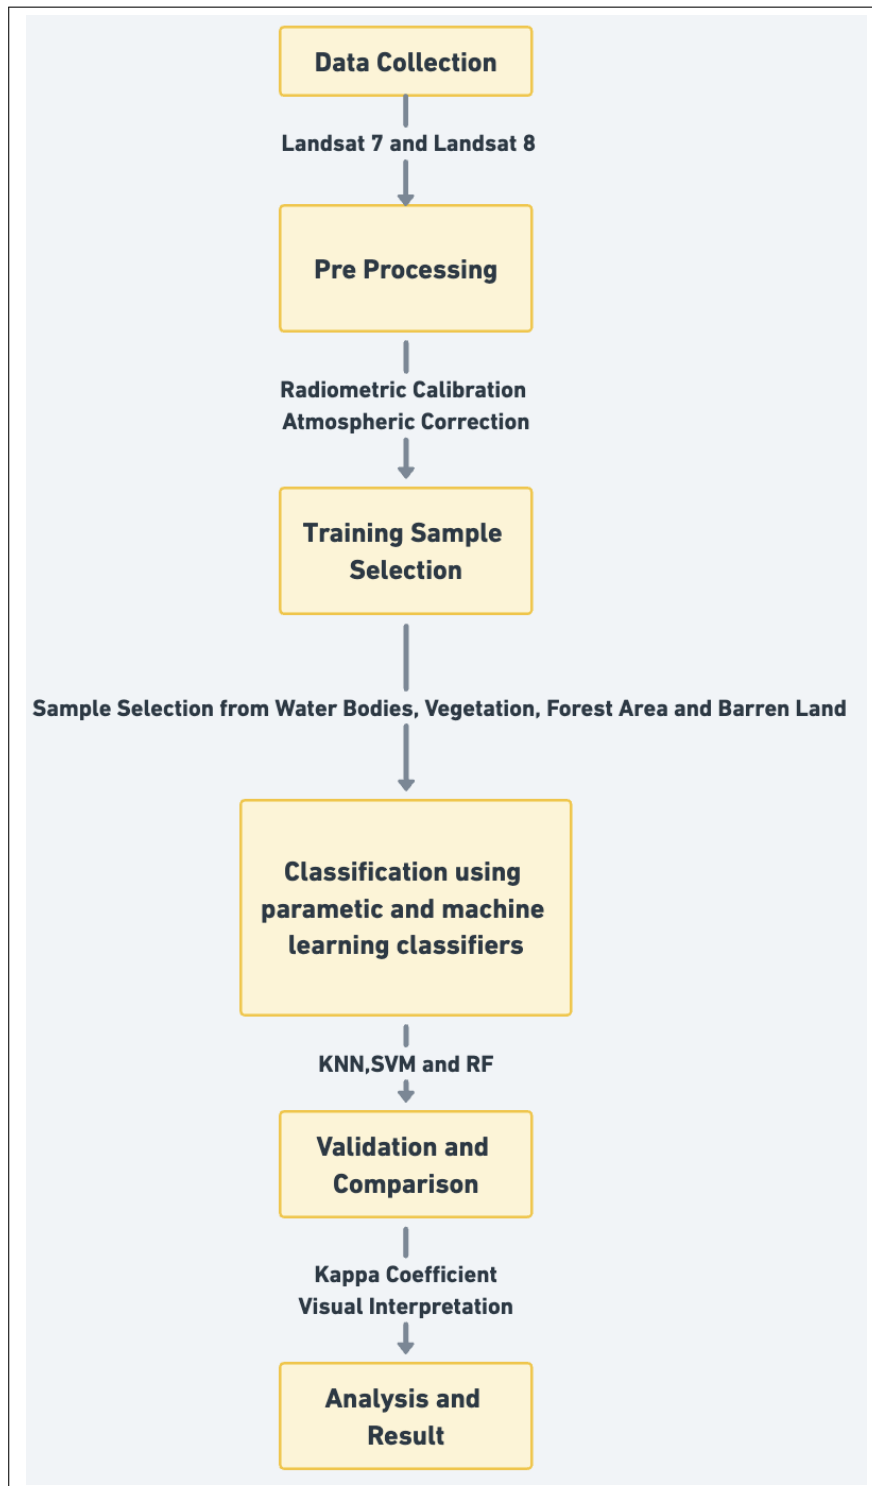 Data Collection
Landsat 7 and Landsat 8
Pre Processing
Radiometric Calibration
Atmospheric Correction
Training Sample
Selection
Sample Selection from Water Bodies, Vegetation, Forest Area and Barren Land
Classification using
parametic and machine
learning classifiers
KNN,SVM and RF
Validation and
Comparison
Kappa Coefficient
Visual Interpretation
Analysis and
Result